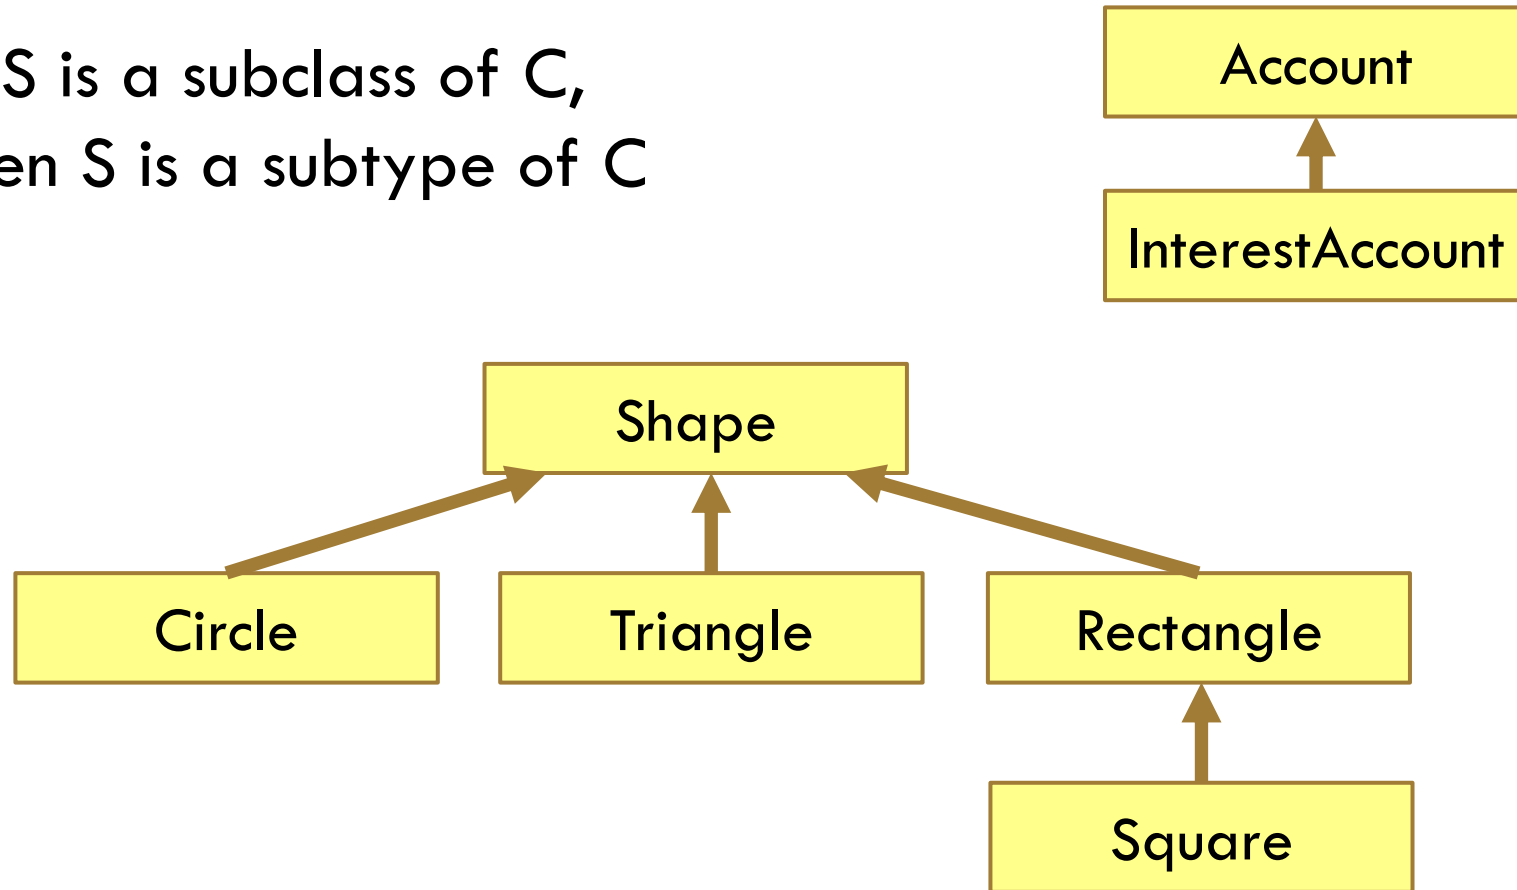 S is a subclass of C,
en S is a subtype of C
Account
InterestAccount
Shape
Circle
Triangle
Rectangle
Square